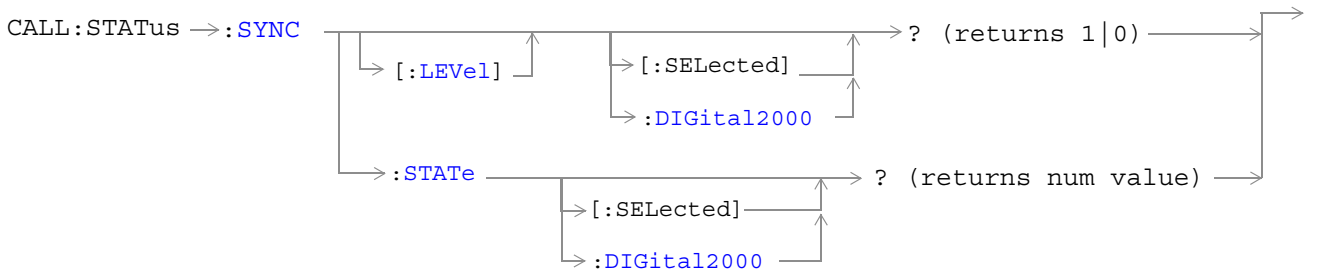 CALL:STATus :SYNC ? (returns 1|0)
[:LEVel] [:SELected]
:DIGital2000
:STATe ? (returns num value)
[:SELected]
:DIGital2000